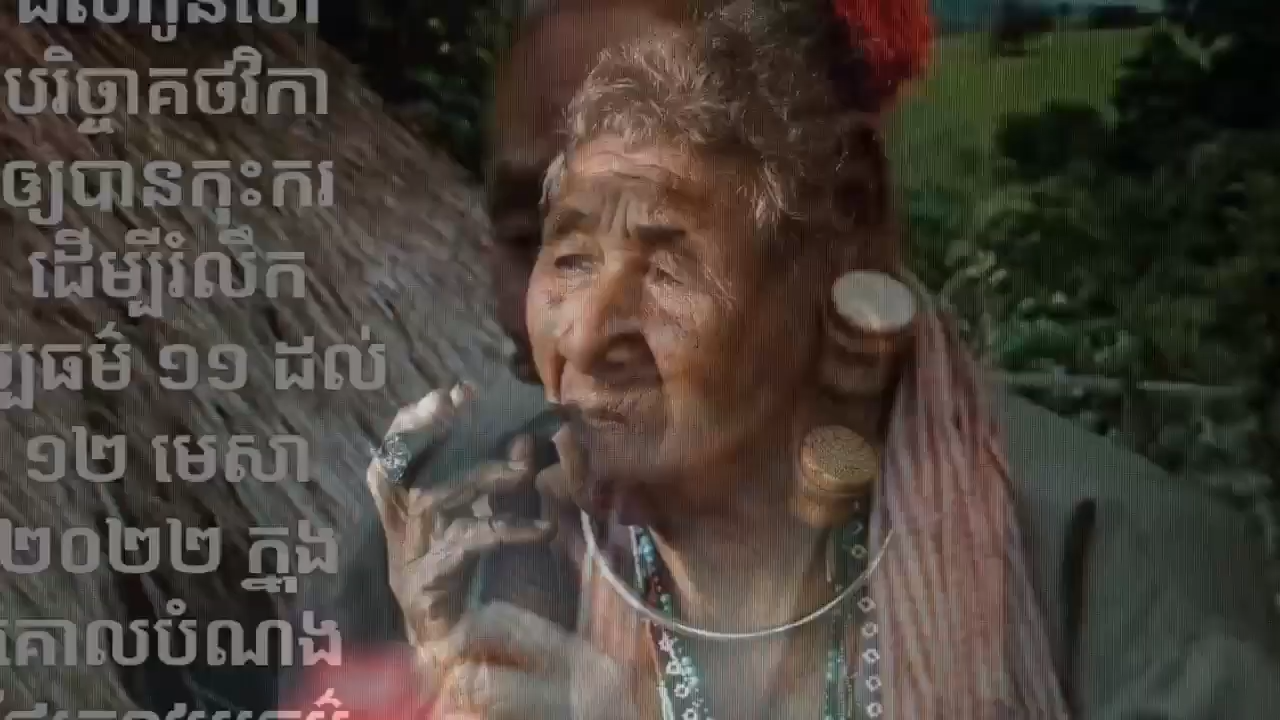 បរិច្ចាគថវិកា
ឲ្យបានកុះករ
ដើម្បីរំលឹក
១១ ដល់
១២ មេសា
២០២២ ក្នុង
គោលបំណង